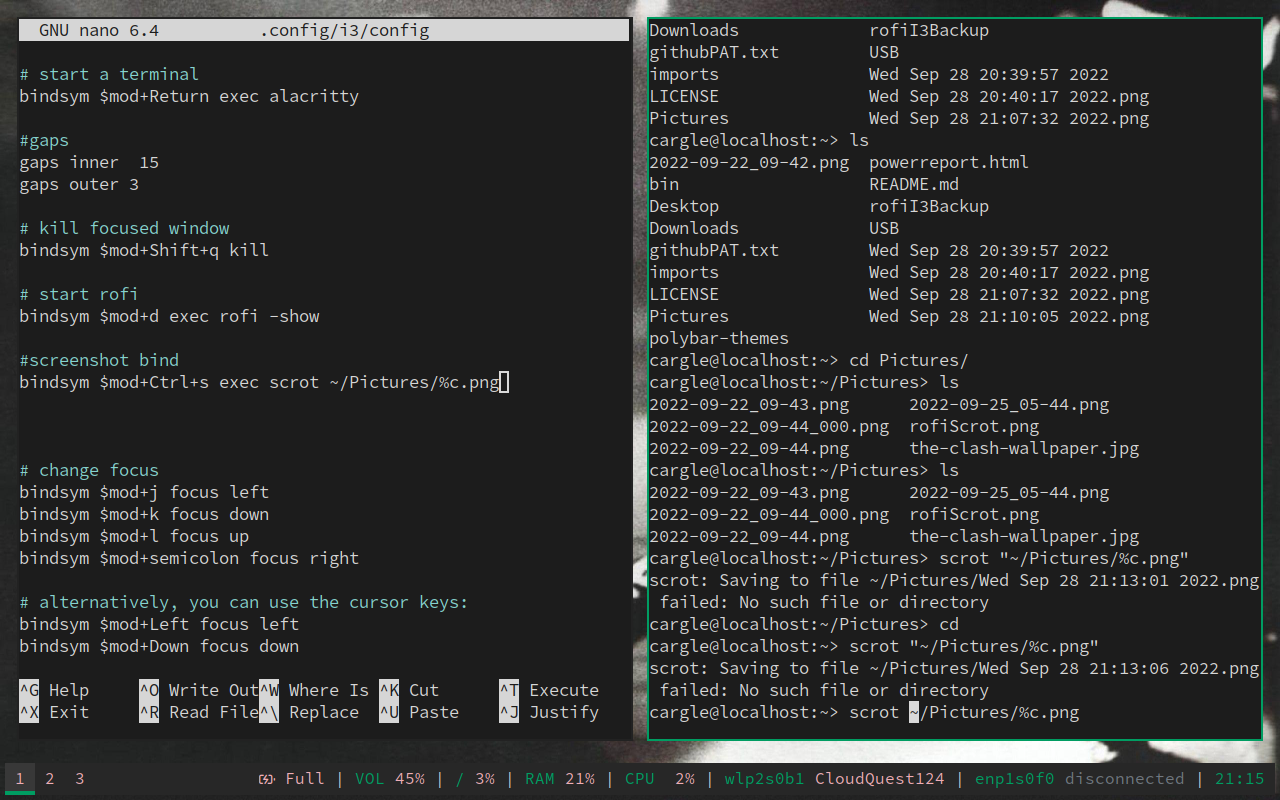 GNU nano 6.4 .config/i3/config
# start a terminal
bindsym $mod+Return exec alacritty
#gaps
gaps inner  15
gaps outer 3
# kill focused window
bindsym $mod+Shift+q kill
# start rofi
bindsym $mod+d exec rofi -show
#screenshot bind
bindsym $mod+Ctrl+s exec scrot ~/Pictures/%c.png
# change focus
bindsym $mod+j focus left
bindsym $mod+k focus down
bindsym $mod+l focus up
bindsym $mod+semicolon focus right
# alternatively, you can use the cursor keys:
bindsym $mod+Left focus left
bindsym $mod+Down focus down
^G Help ^O Write Out ^W Where Is ^K Cut ^T Execute
^X Exit ^R Read File ^\ Replace ^U Paste ^J Justify
Downloads rofiI3Backup
githubPAT.txt USB
imports Wed Sep 28 20:39:57 2022
LICENSE Wed Sep 28 20:40:17 2022.png
Pictures Wed Sep 28 21:07:32 2022.png
cargle@localhost:~> ls
2022-09-22_09-42.png powerreport.html
bin README.md
Desktop rofiI3Backup
Downloads USB
githubPAT.txt Wed Sep 28 20:39:57 2022
imports Wed Sep 28 20:40:17 2022.png
LICENSE Wed Sep 28 21:07:32 2022.png
Pictures Wed Sep 28 21:10:05 2022.png
polybar-themes
cargle@localhost:~> cd Pictures/
cargle@localhost:~/Pictures> ls
2022-09-22_09-43.png 2022-09-25_05-44.png
2022-09-22_09-44_000.png rofiScrot.png
2022-09-22_09-44.png the-clash-wallpaper.jpg
cargle@localhost:~/Pictures> ls
2022-09-22_09-43.png 2022-09-25_05-44.png
2022-09-22_09-44_000.png rofiScrot.png
2022-09-22_09-44.png the-clash-wallpaper.jpg
cargle@localhost:~/Pictures> scrot "~/Pictures/%c.png"
scrot: Saving to file ~/Pictures/Wed Sep 28 21:13:01 2022.png
failed: No such file or directory
cargle@localhost:~/Pictures> cd
cargle@localhost:~> scrot "~/Pictures/%c.png"
scrot: Saving to file ~/Pictures/Wed Sep 28 21:13:06 2022.png
failed: No such file or directory
cargle@localhost:~> scrot ~/Pictures/%c.png
1 2 3 Full | VOL 45% | / 3% | RAM 21% | CPU 2% | wlp2s0b1 CloudQuest124 | enp1s0f0 disconnected | 21:15